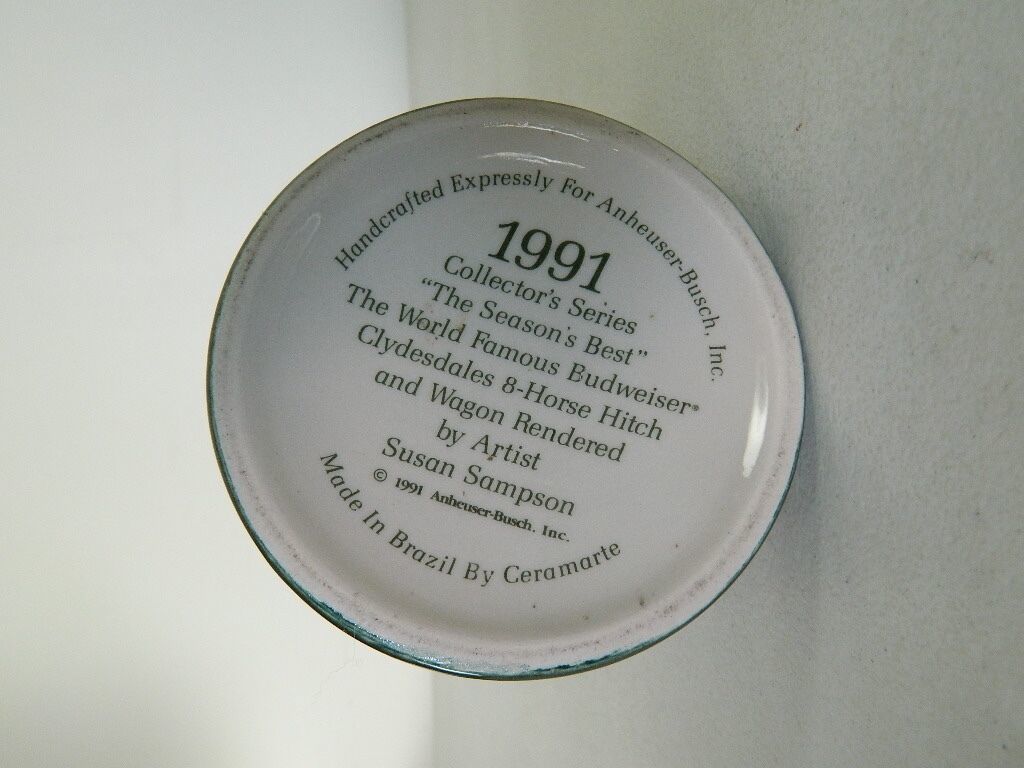 Handcrafted Expressly For Anheuser-Busch, Inc.
1991
Collector's Series
"The Season's Best"
The World Famous Budweiser®
Clydesdales 8-Horse Hitch
and Wagon Rendered
by Artist
Susan Sampson
© 1991 Anheuser-Busch, Inc.
Made In Brazil By Ceramarte